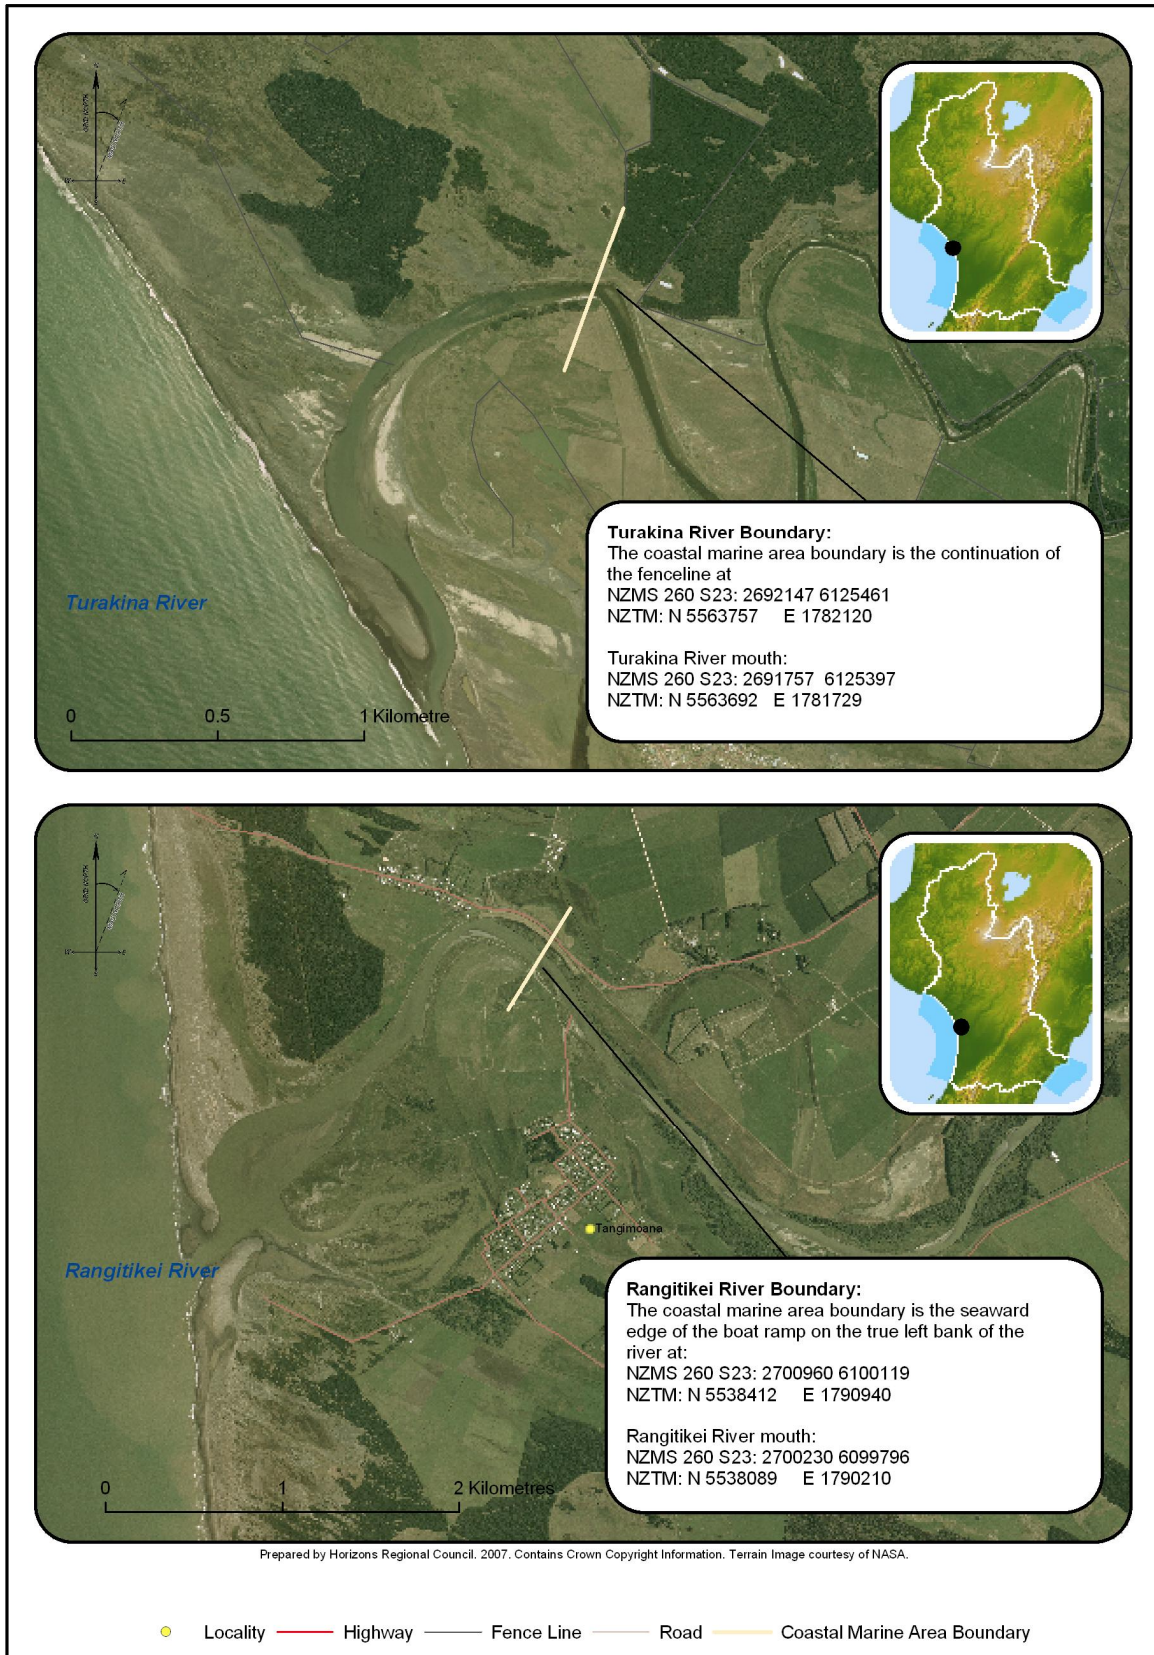 Turakina River
0 0.5 1 Kilometre
Turakina River Boundary:
The coastal marine area boundary is the continuation of
the fenceline at
NZMS 260 S23: 2692147 6125461
NZTM: N 5563757 E 1782120
Turakina River mouth:
NZMS 260 S23: 2691757 6125397
NZTM: N 5563692 E 1781729
Tangimoana
Rangitikei River
0 1 2 Kilometres
Rangitikei River Boundary:
The coastal marine area boundary is the seaward
edge of the boat ramp on the true left bank of the
river at:
NZMS 260 S23: 2700960 6100119
NZTM: N 5538412 E 1790940
Rangitikei River mouth:
NZMS 260 S23: 2700230 6099796
NZTM: N 5538089 E 1790210
Prepared by Horizons Regional Council. 2007. Contains Crown Copyright Information. Terrain Image courtesy of NASA.
Locality Highway Fence Line Road Coastal Marine Area Boundary